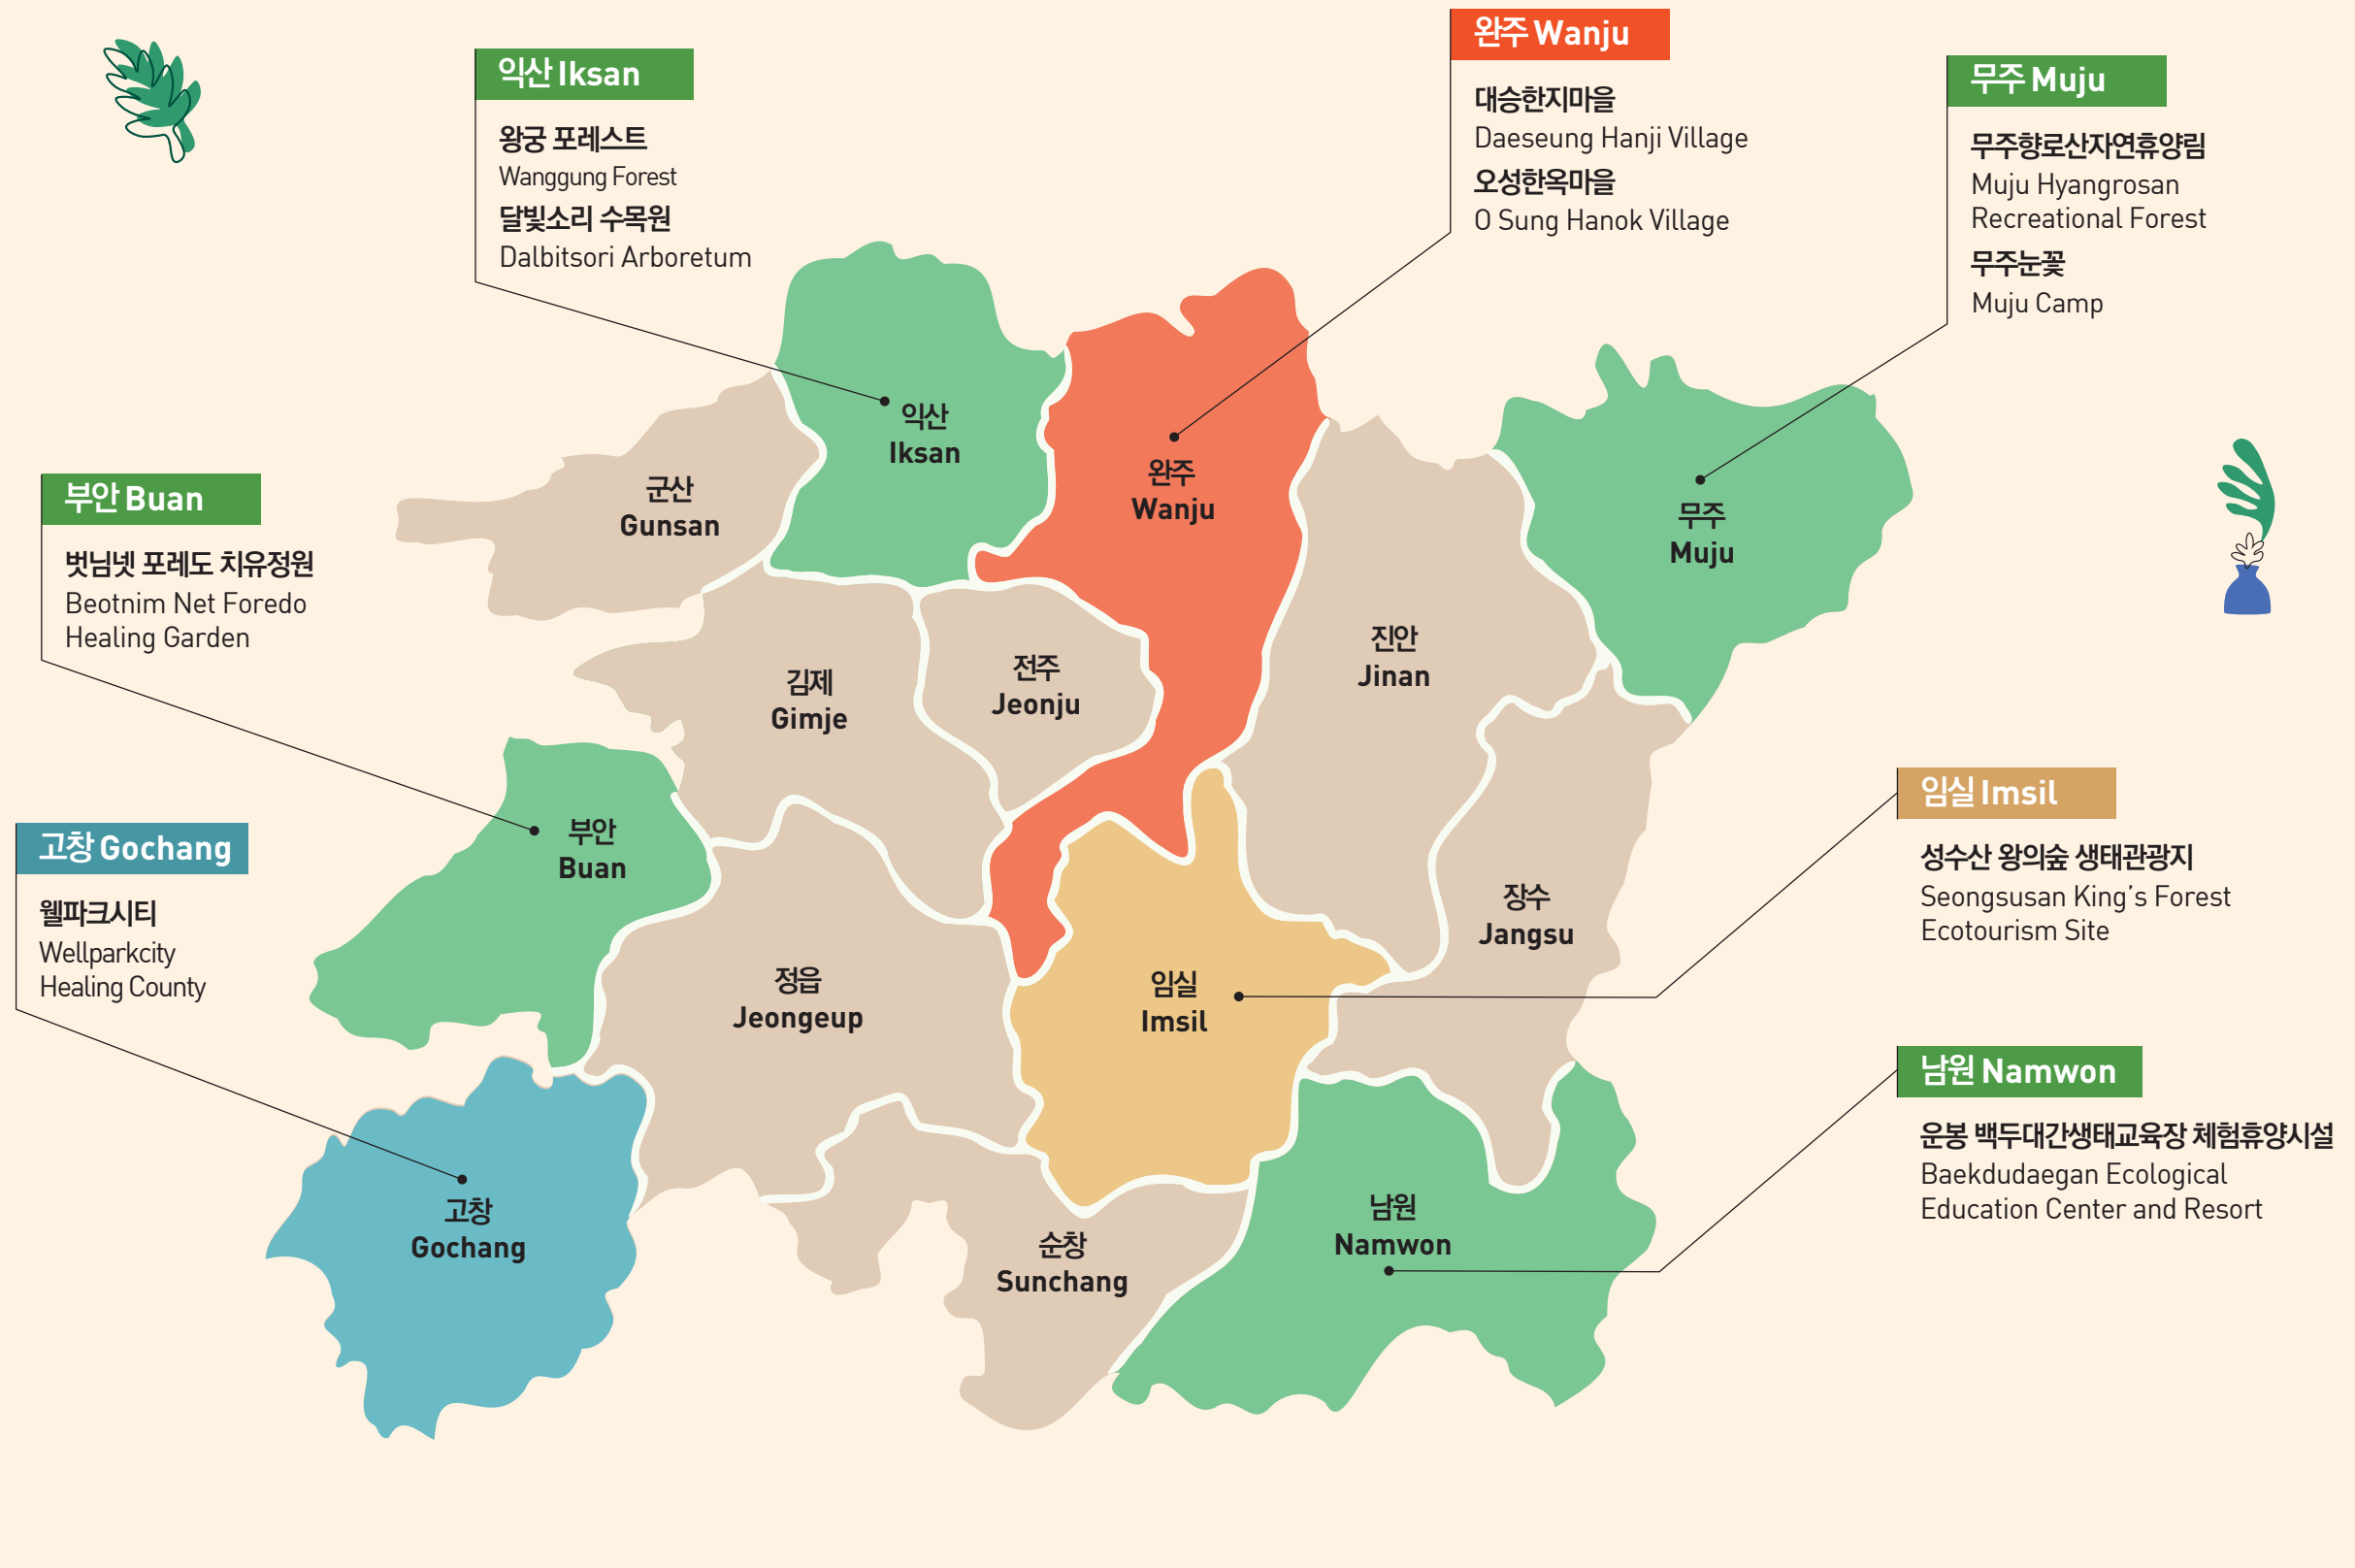 익산 Iksan
왕궁 포레스트
Wanggung Forest
달빛소리 수목원
Dalbitsori Arboretum
완주 Wanju
대승한지마을
Daeseung Hanji Village
오성한옥마을
O Sung Hanok Village
무주 Muju
무주향로산자연휴양림
Muju Hyangrosan
Recreational Forest
무주눈꽃
Muju Camp
부안 Buan
벗님넷 포레도 치유정원
Beotnim Net Foredo
Healing Garden
고창 Gochang
웰파크시티
Wellparkcity
Healing County
임실 Imsil
성수산 왕의숲 생태관광지
Seongsusan King’s Forest
Ecotourism Site
남원 Namwon
운봉 백두대간생태교육장 체험휴양시설
Baekdudaegan Ecological
Education Center and Resort
익산
Iksan
완주
Wanju
군산
Gunsan
무주
Muju
진안
Jinan
전주
Jeonju
김제
Gimje
부안
Buan
장수
Jangsu
정읍
Jeongeup
임실
Imsil
고창
Gochang
남원
Namwon
순창
Sunchang